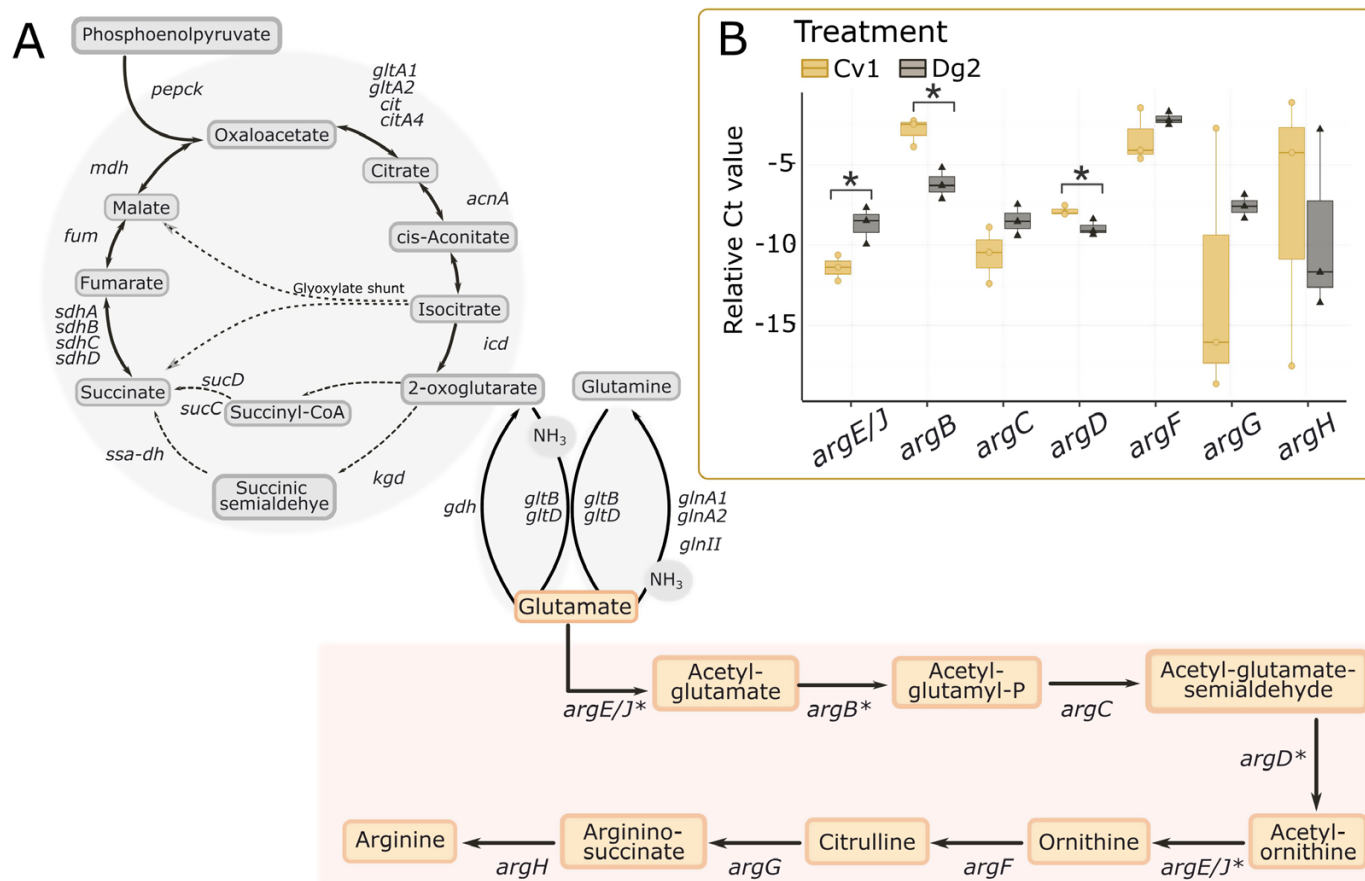 A
Phosphoenolpyruvate
pepck
gltA1
gltA2
cit
citA4
Oxaloacetate
mdh
Citrate
Malate
acnA
fum
cis-Aconitate
Fumarate
Glyoxylate shunt
sdhA
sdhB
sdhC
sdhD
Isocitrate
icd
Succinate
sucD
sucC
Succinyl-CoA
2-oxoglutarate
Glutamine
ssa-dh
Succinic
semialdehye
kgd
NH3
gdh
gltB
gltD
gltB
gltD
glnA1
glnA2
glnII
NH3
Glutamate
argE/J*
Acetyl-
glutamate
argB*
Acetyl-
glutamyl-P
argC
Acetyl-glutamate-
semialdehyde
argD*
Arginine
argH
Arginino-
succinate
argG
Citrulline
argF
Ornithine
argE/J*
Acetyl-
ornithine
B
Treatment
Cv1 Dg2
Relative Ct value
-5
-10
-15
*
*
*
argE/J
argB
argC
argD
argF
argG
argH